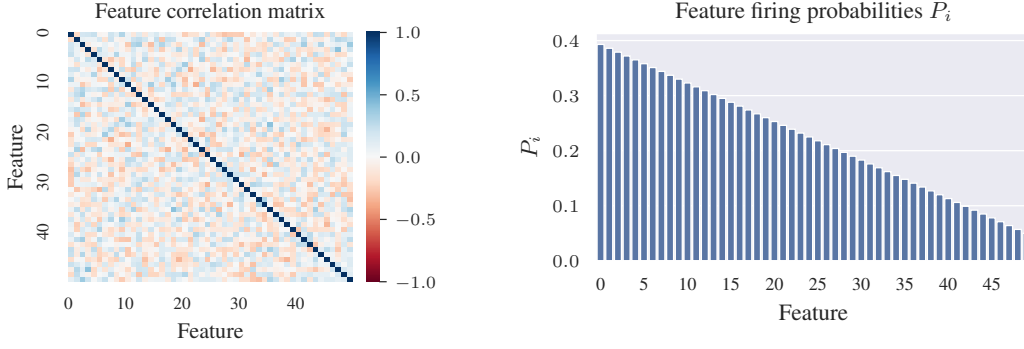 Feature correlation matrix
Feature
0
10
20
30
40
0 10 20 30 40
Feature
1.0
0.5
0.0
−0.5
−1.0
Feature firing probabilities P_i
P_i
0.4
0.3
0.2
0.1
0.0
0 5 10 15 20 25 30 35 40 45
Feature